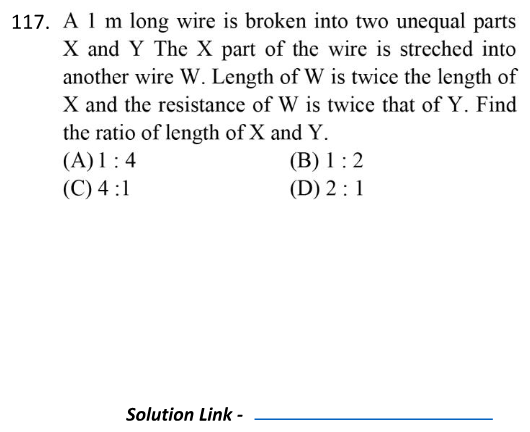 117. A 1 m long wire is broken into two unequal parts
X and Y The X part of the wire is streched into
another wire W. Length of W is twice the length of
X and the resistance of W is twice that of Y. Find
the ratio of length of X and Y.
(A) 1 : 4 (B) 1 : 2
(C) 4 :1 (D) 2 : 1
Solution Link -